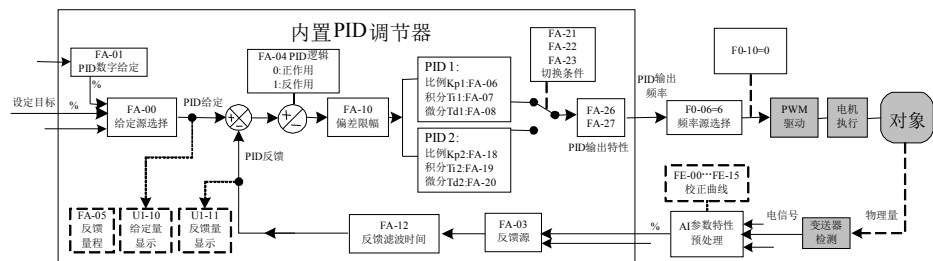 内置PID调节器
FA-01
PID数字给定
%
设定目标
%
FA-00
给定源选择
PID给定
PID反馈
FA-04 PID逻辑
0:正作用
1:反作用
FA-10
偏差限幅
PID 1:
比例Kp1:FA-06
积分Ti1:FA-07
微分Td1:FA-08
PID 2:
比例Kp2:FA-18
积分Ti2:FA-19
微分Td2:FA-20
FA-21
FA-22
FA-23
切换条件
FA-26
FA-27
PID输出特性
PID输出
频率
F0-06=6
频率源选择
F0-10=0
PWM
驱动
电机
执行
对象
FA-05
反馈
量程
U1-10
给定量
显示
U1-11
反馈量
显示
FA-12
反馈滤波时间
FA-03
反馈源
%
FE-00···FE-15
校正曲线
AI参数特性
预处理
电信号
变送器
检测
物理量